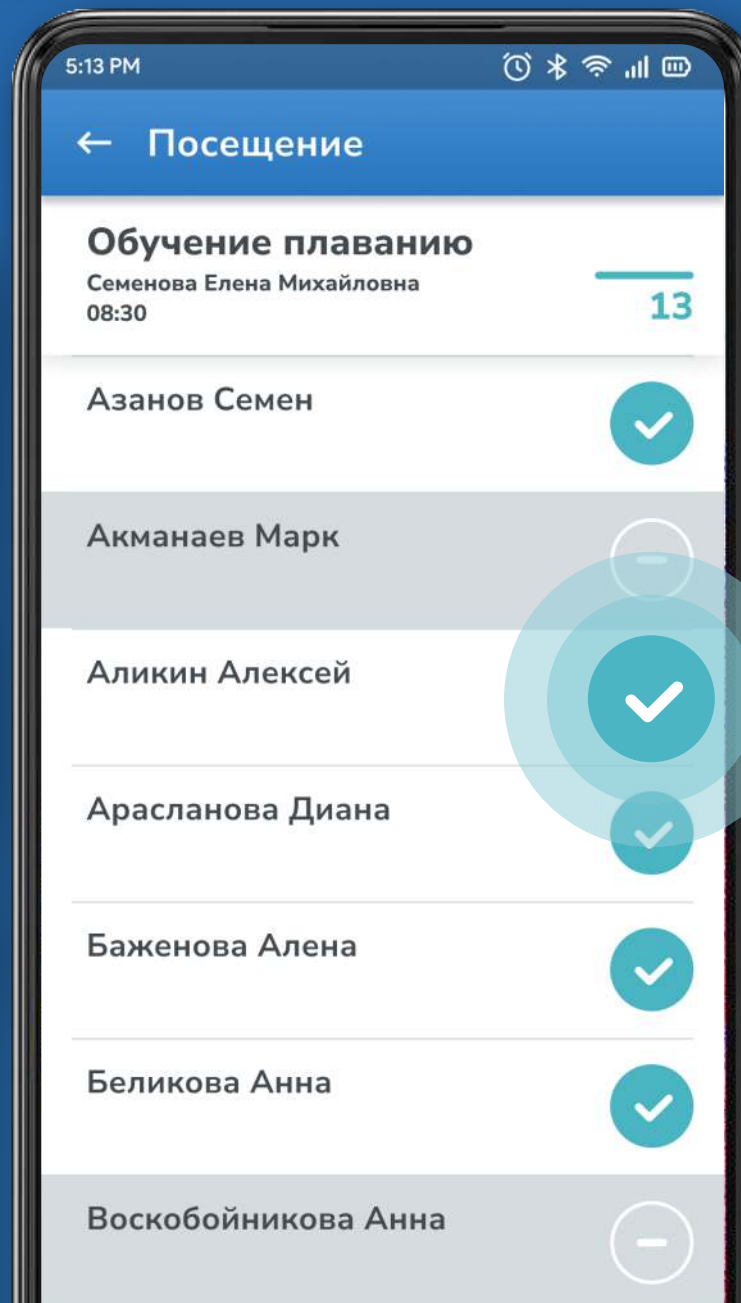 5:13 PM
Посещение
Обучение плаванию
Семенова Елена Михайловна
08:30
13
Азанов Семен
Акманаев Марк
Аликин Алексей
Арасланова Диана
Баженова Алена
Беликова Анна
Воскобойникова Анна